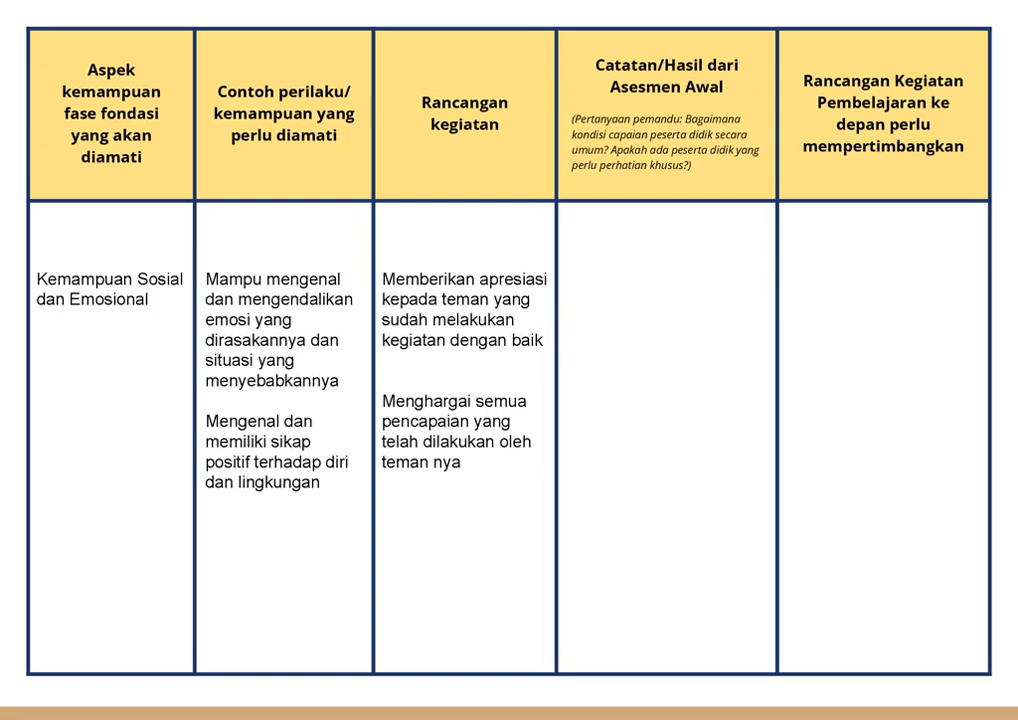 Aspek
kemampuan
fase fondasi
yang akan
diamati
Contoh perilaku/
kemampuan yang
perlu diamati
Rancangan
kegiatan
Catatan/Hasil dari
Asesmen Awal
(Pertanyaan pemandu: Bagaimana
kondisi capaian peserta didik secara
umum? Apakah ada peserta didik yang
perlu perhatian khusus?)
Rancangan Kegiatan
Pembelajaran ke
depan perlu
mempertimbangkan
Kemampuan Sosial
dan Emosional
Mampu mengenal
dan mengendalikan
emosi yang
dirasakannya dan
situasi yang
menyebabkannya
Mengenal dan
memiliki sikap
positif terhadap diri
dan lingkungan
Memberikan apresiasi
kepada teman yang
sudah melakukan
kegiatan dengan baik
Menghargai semua
pencapaian yang
telah dilakukan oleh
teman nya